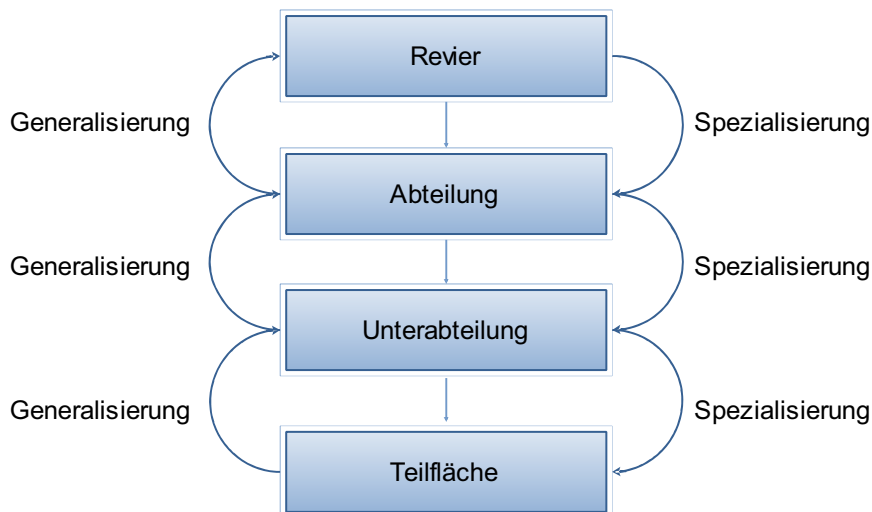 Revier
Generalisierung
Spezialisierung
Abteilung
Generalisierung
Spezialisierung
Unterabteilung
Generalisierung
Spezialisierung
Teilfläche